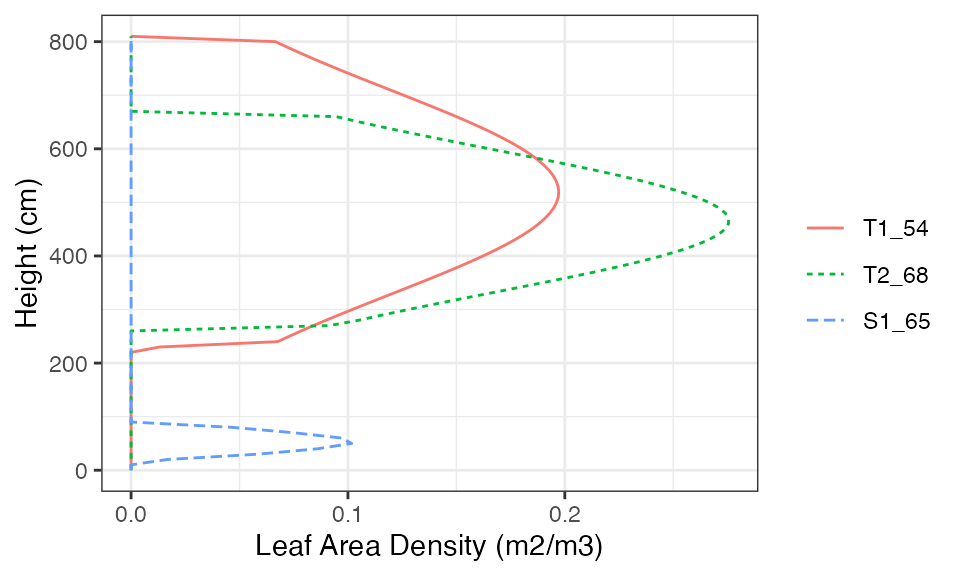 800
600
400
200
0
Height (cm)
0.0 0.1 0.2
Leaf Area Density (m2/m3)
T1_54
T2_68
S1_65